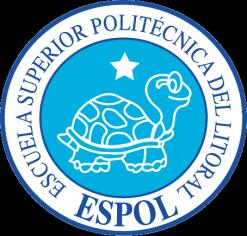 ESCUELA SUPERIOR POLITÉCNICA DEL LITORAL
ESPOL